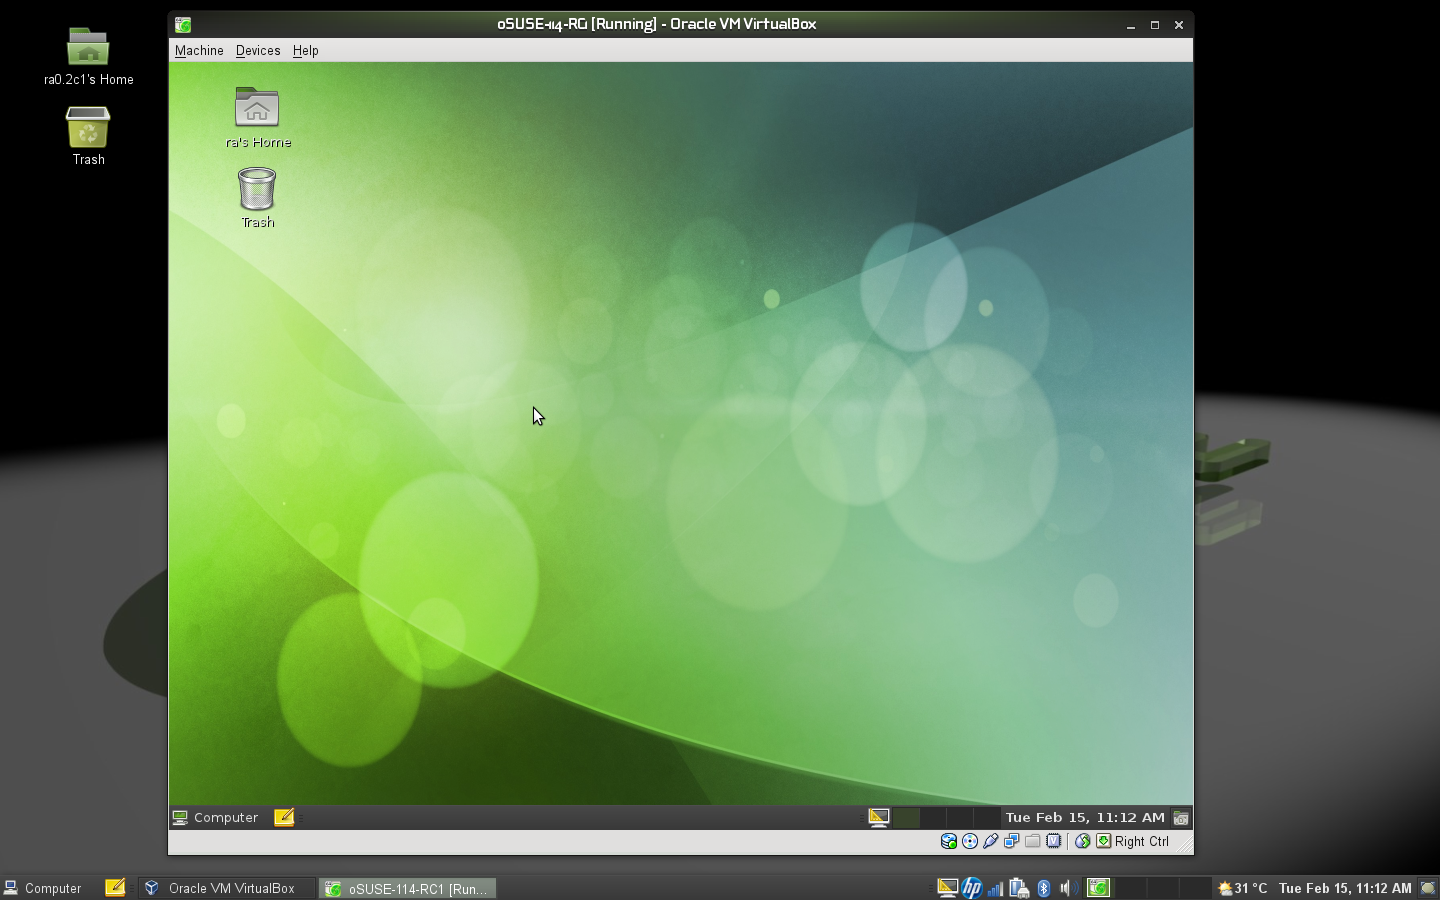 oSUSE-114-RC1 [Running] - Oracle VM VirtualBox
Machine Devices Help
ra0.2c1's Home
Trash
ra's Home
Trash
Computer
Tue Feb 15, 11:12 AM
Right Ctrl
Computer
Oracle VM VirtualBox
oSUSE-114-RC1 [Run...
hp
31 °C
Tue Feb 15, 11:12 AM